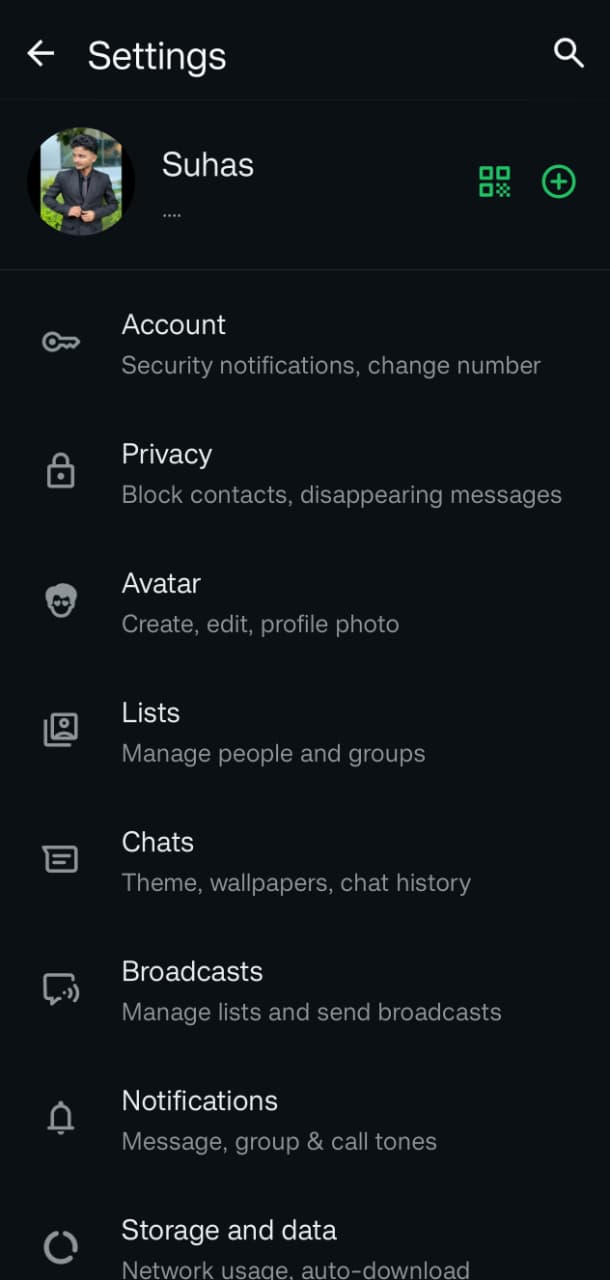 Settings
Suhas
....
Account
Security notifications, change number
Privacy
Block contacts, disappearing messages
Avatar
Create, edit, profile photo
Lists
Manage people and groups
Chats
Theme, wallpapers, chat history
Broadcasts
Manage lists and send broadcasts
Notifications
Message, group & call tones
Storage and data
Network usage, auto-download